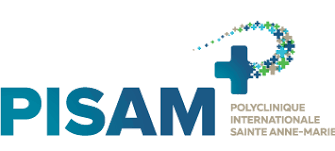 PISAM
POLYCLINIQUE
INTERNATIONALE
SAINTE ANNE-MARIE